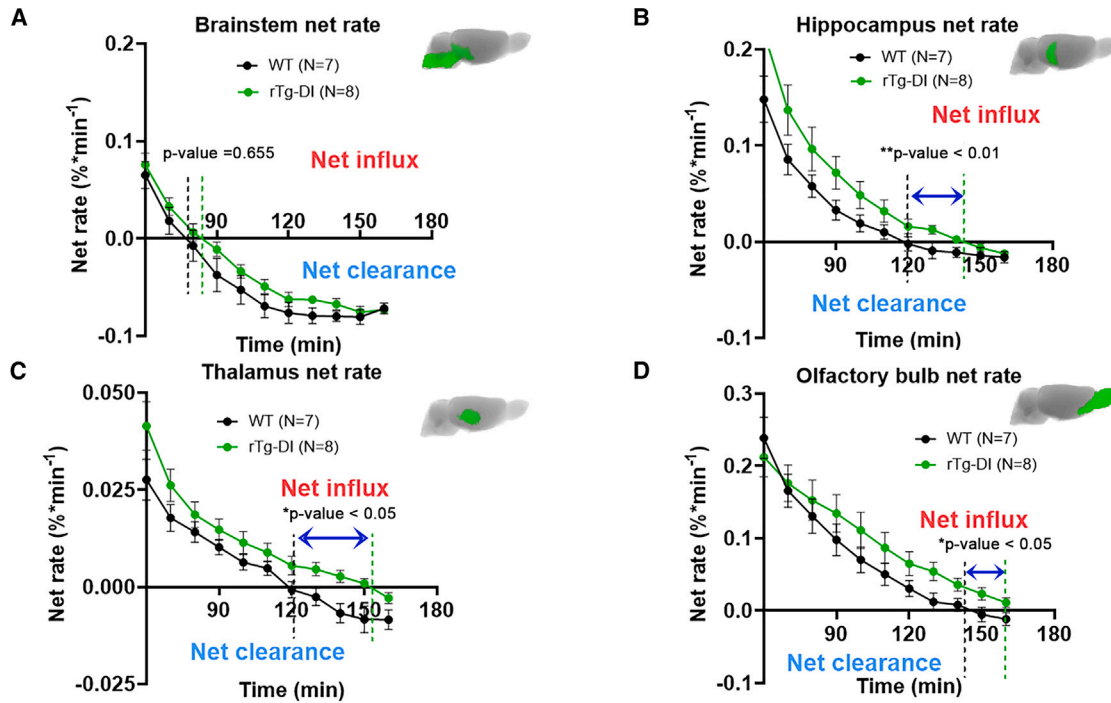 A
Brainstem net rate
WT (N=7)
rTg-DI (N=8)
p-value =0.655
Net influx
Net clearance
Net rate (%*min-1)
0.2
0.1
0.0
-0.1
90
120
150
180
Time (min)
B
Hippocampus net rate
WT (N=7)
rTg-DI (N=8)
Net influx
**p-value < 0.01
Net clearance
Net rate (%*min-1)
0.2
0.1
0.0
-0.1
90
120
150
180
Time (min)
C
Thalamus net rate
WT (N=7)
rTg-DI (N=8)
Net influx
*p-value < 0.05
Net clearance
Net rate (%*min-1)
0.050
0.025
0.000
-0.025
90
120
150
180
Time (min)
D
Olfactory bulb net rate
WT (N=7)
rTg-DI (N=8)
Net influx
*p-value < 0.05
Net clearance
Net rate (%*min-1)
0.3
0.2
0.1
0.0
-0.1
90
120
150
180
Time (min)